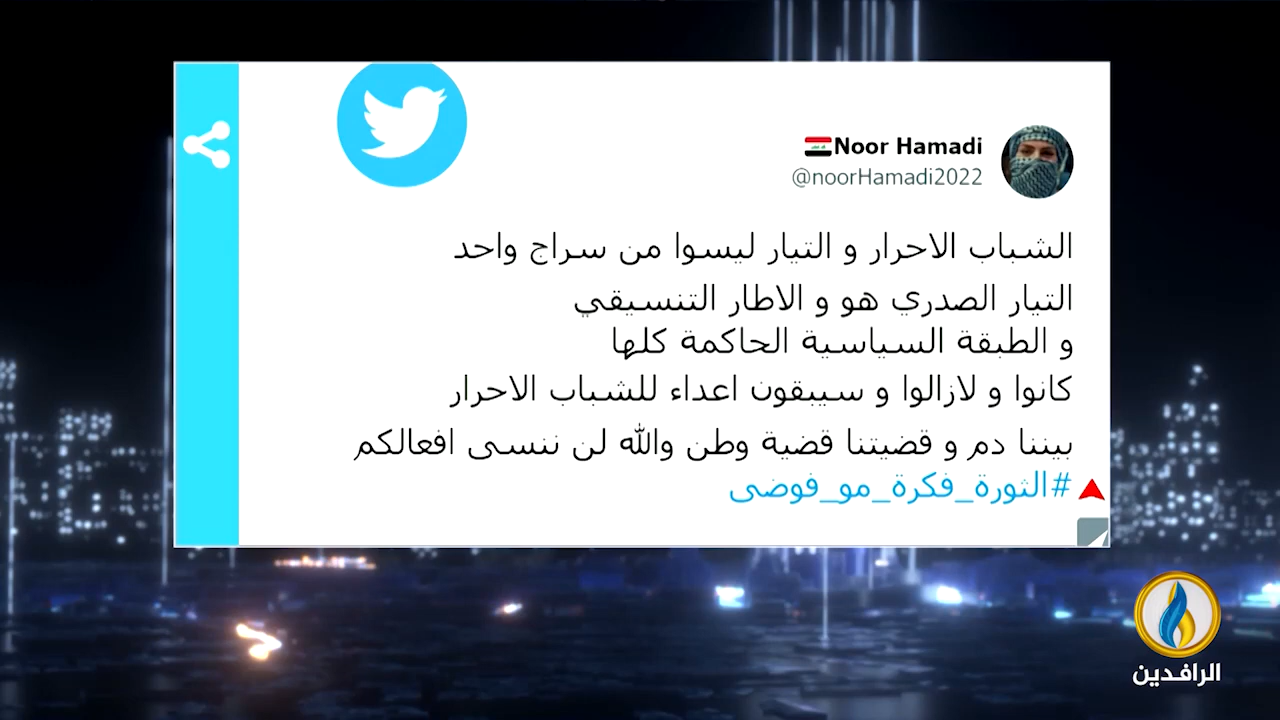 Noor Hamadi
@noorHamadi2022
الشباب الاحرار و التيار ليسوا من سراج واحد
التيار الصدري هو و الاطار التنسيقي
و الطبقة السياسية الحاكمة كلها
كانوا و لازالوا و سيبقون اعداء للشباب الاحرار
بيننا دم و قضيتنا قضية وطن والله لن ننسى افعالكم
#الثورة_فكرة_مو_فوضى
الرافدين